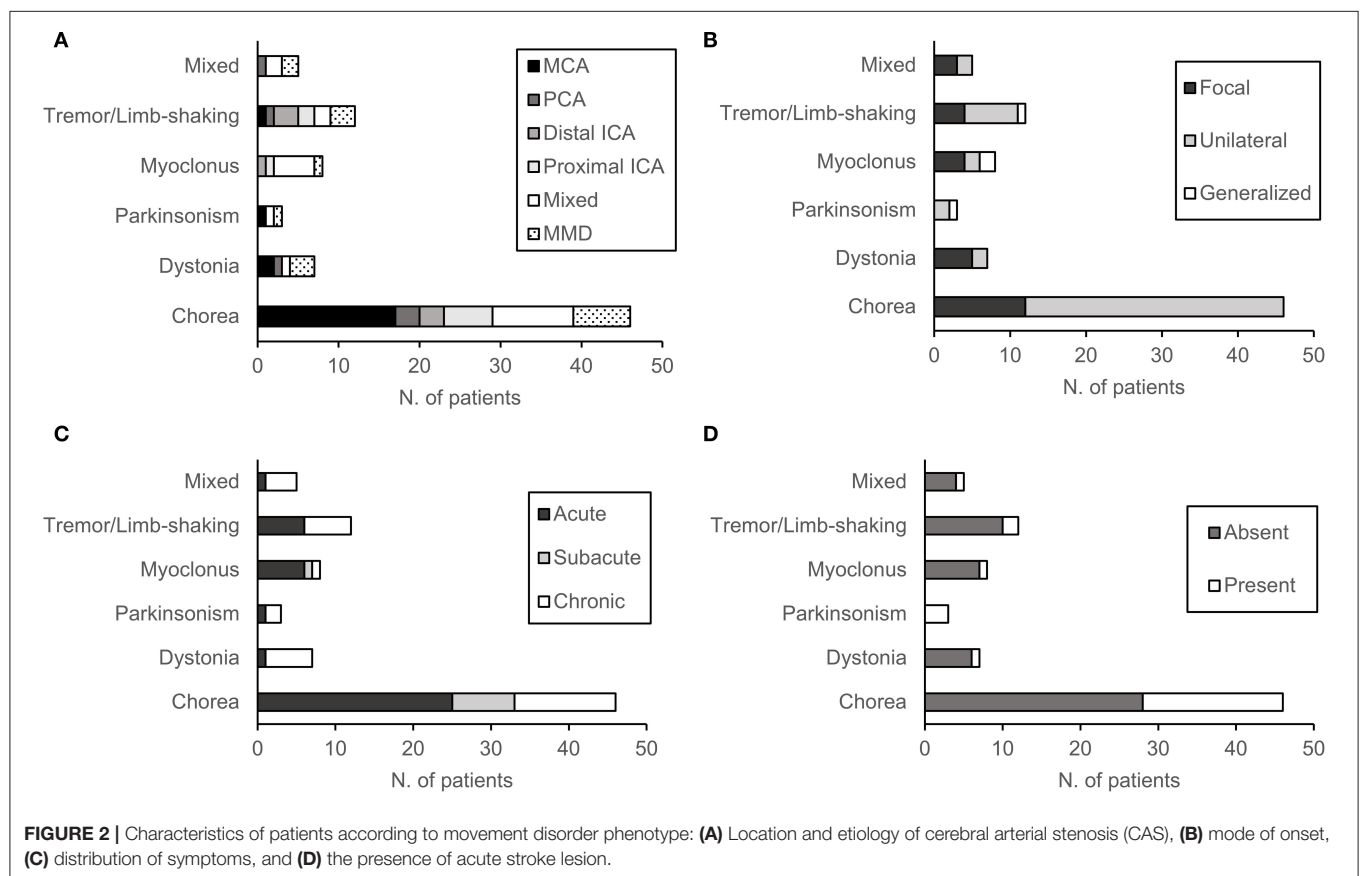 A
Mixed
Tremor/Limb-shaking
Myoclonus
Parkinsonism
Dystonia
Chorea
0 10 20 30 40 50
N. of patients
MCA
PCA
Distal ICA
Proximal ICA
Mixed
MMD
B
Mixed
Tremor/Limb-shaking
Myoclonus
Parkinsonism
Dystonia
Chorea
0 10 20 30 40 50
N. of patients
Focal
Unilateral
Generalized
C
Mixed
Tremor/Limb-shaking
Myoclonus
Parkinsonism
Dystonia
Chorea
0 10 20 30 40 50
N. of patients
Acute
Subacute
Chronic
D
Mixed
Tremor/Limb-shaking
Myoclonus
Parkinsonism
Dystonia
Chorea
0 10 20 30 40 50
N. of patients
Absent
Present
FIGURE 2 | Characteristics of patients according to movement disorder phenotype: (A) Location and etiology of cerebral arterial stenosis (CAS), (B) mode of onset,
(C) distribution of symptoms, and (D) the presence of acute stroke lesion.